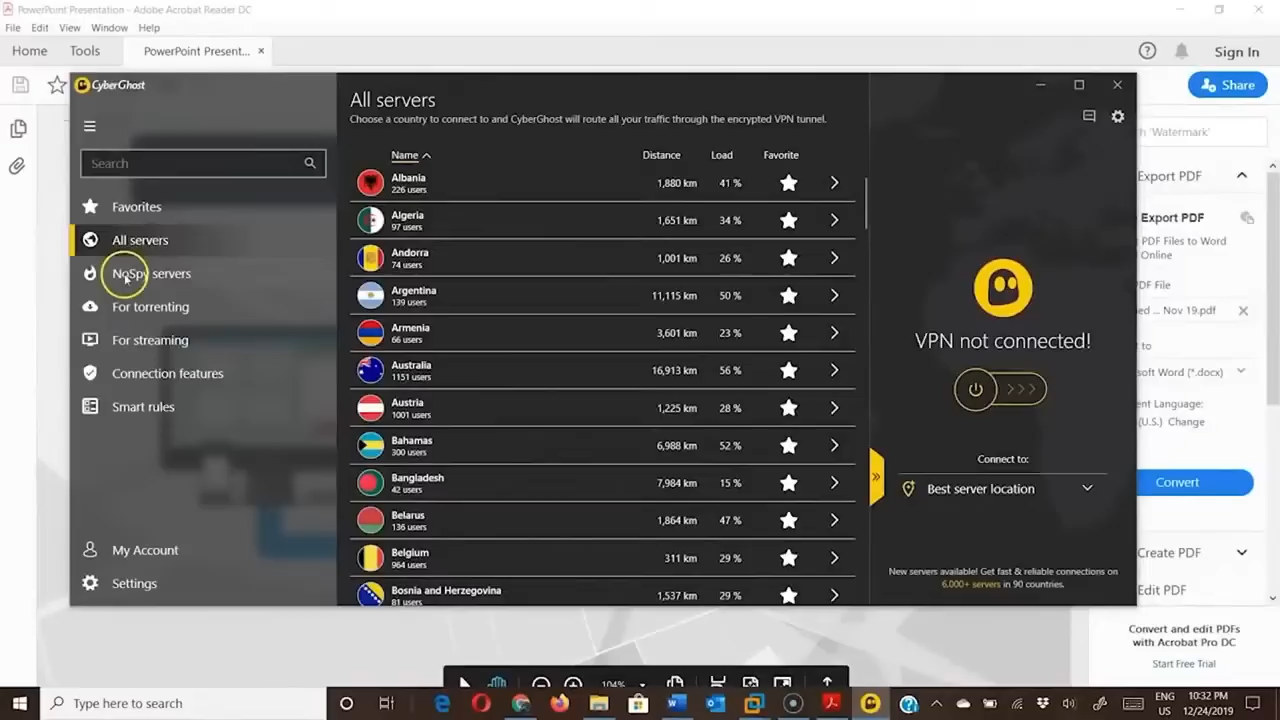 PowerPoint Presentation - Adobe Acrobat Reader DC
File Edit View Window Help
Home Tools PowerPoint Present... ×
Sign In
Share
CyberGhost
Search
Favorites
All servers
NoSpy servers
For torrenting
For streaming
Connection features
Smart rules
My Account
Settings
All servers
Choose a country to connect to and CyberGhost will route all your traffic through the encrypted VPN tunnel.
Name Distance Load Favorite
Albania 1,880 km 41 %
226 users
Algeria 1,651 km 34 %
97 users
Andorra 1,001 km 26 %
74 users
Argentina 11,115 km 50 %
139 users
Armenia 3,601 km 23 %
66 users
Australia 16,913 km 56 %
1151 users
Austria 1,225 km 28 %
1001 users
Bahamas 6,988 km 52 %
300 users
Bangladesh 7,984 km 15 %
42 users
Belarus 1,864 km 47 %
136 users
Belgium 311 km 29 %
964 users
Bosnia and Herzegovina 1,537 km 29 %
81 users
VPN not connected!
Connect to:
Best server location
New servers available! Get fast & reliable connections on
6,000+ servers in 90 countries.
'Watermark'
Export PDF
Export PDF
PDF Files to Word
Online
DF File
ed ... Nov 19.pdf
to
soft Word (*.docx)
Language:
(U.S.) Change
Convert
Create PDF
Edit PDF
Convert and edit PDFs
with Acrobat Pro DC
Start Free Trial
104%
Type here to search
ENG 10:32 PM
US 12/24/2019